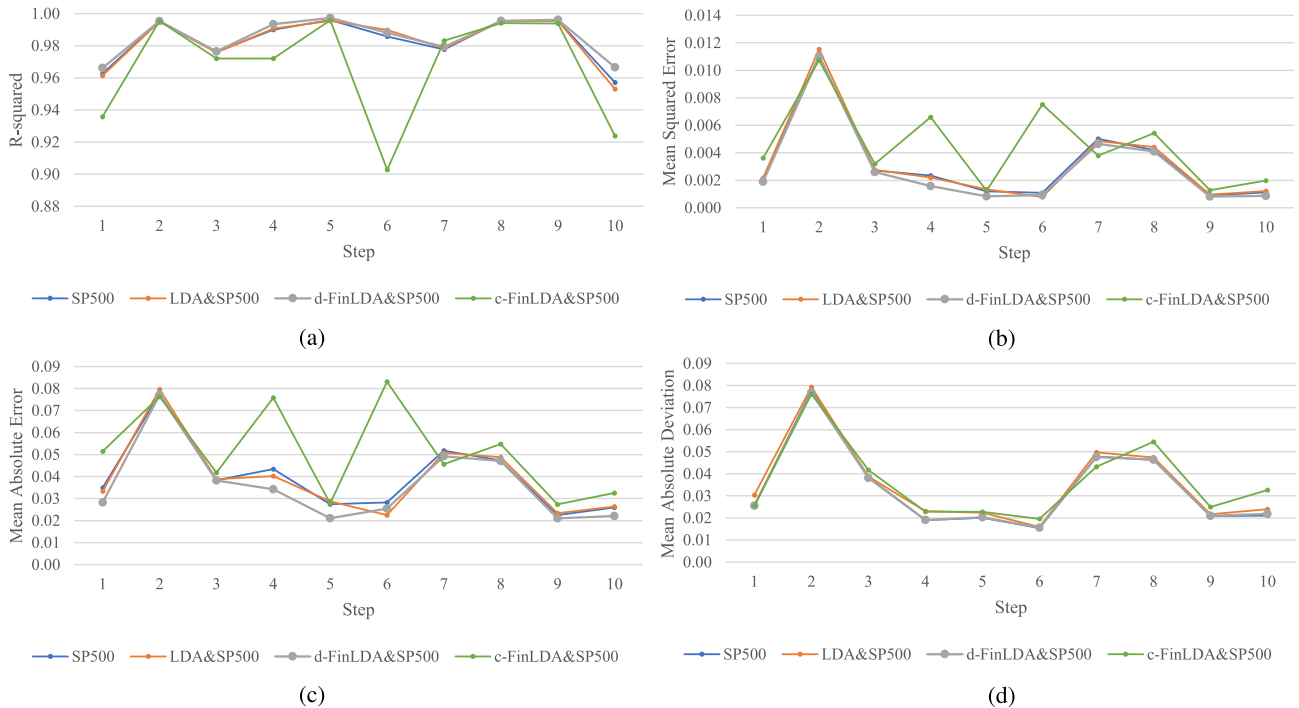 R-squared
1.00
0.98
0.96
0.94
0.92
0.90
0.88
1 2 3 4 5 6 7 8 9 10
Step
SP500 LDA&SP500 d-FinLDA&SP500 c-FinLDA&SP500
(a)
Mean Squared Error
0.014
0.012
0.010
0.008
0.006
0.004
0.002
0.000
1 2 3 4 5 6 7 8 9 10
Step
SP500 LDA&SP500 d-FinLDA&SP500 c-FinLDA&SP500
(b)
Mean Absolute Error
0.09
0.08
0.07
0.06
0.05
0.04
0.03
0.02
0.01
0.00
1 2 3 4 5 6 7 8 9 10
Step
SP500 LDA&SP500 d-FinLDA&SP500 c-FinLDA&SP500
(c)
Mean Absolute Deviation
0.09
0.08
0.07
0.06
0.05
0.04
0.03
0.02
0.01
0.00
1 2 3 4 5 6 7 8 9 10
Step
SP500 LDA&SP500 d-FinLDA&SP500 c-FinLDA&SP500
(d)